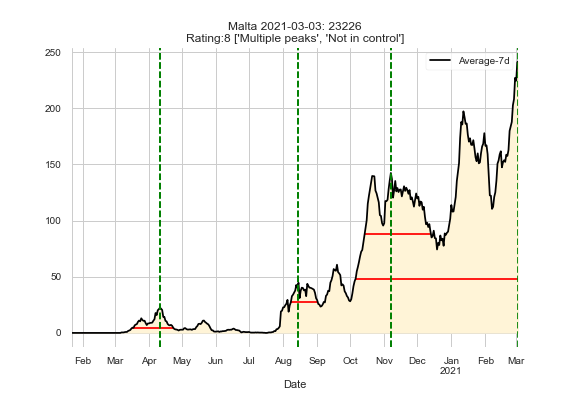 Malta 2021-03-03: 23226
Rating:8 ['Multiple peaks', 'Not in control']
Average-7d
250
200
150
100
50
0
Feb Mar Apr May Jun Jul Aug Sep Oct Nov Dec Jan Feb Mar
2021
Date